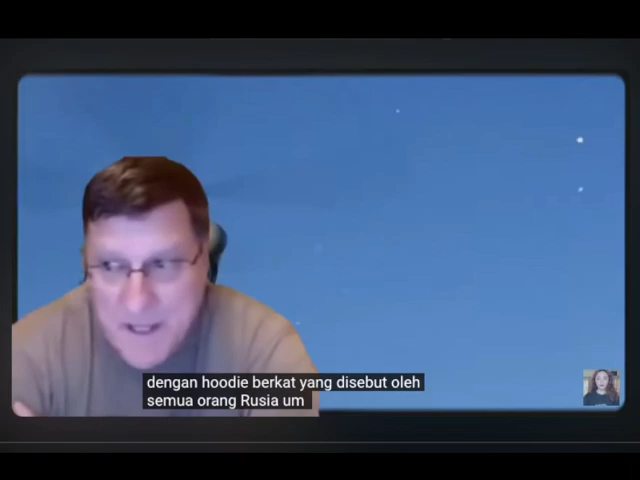 dengan hoodie berkat yang disebut oleh
semua orang Rusia um